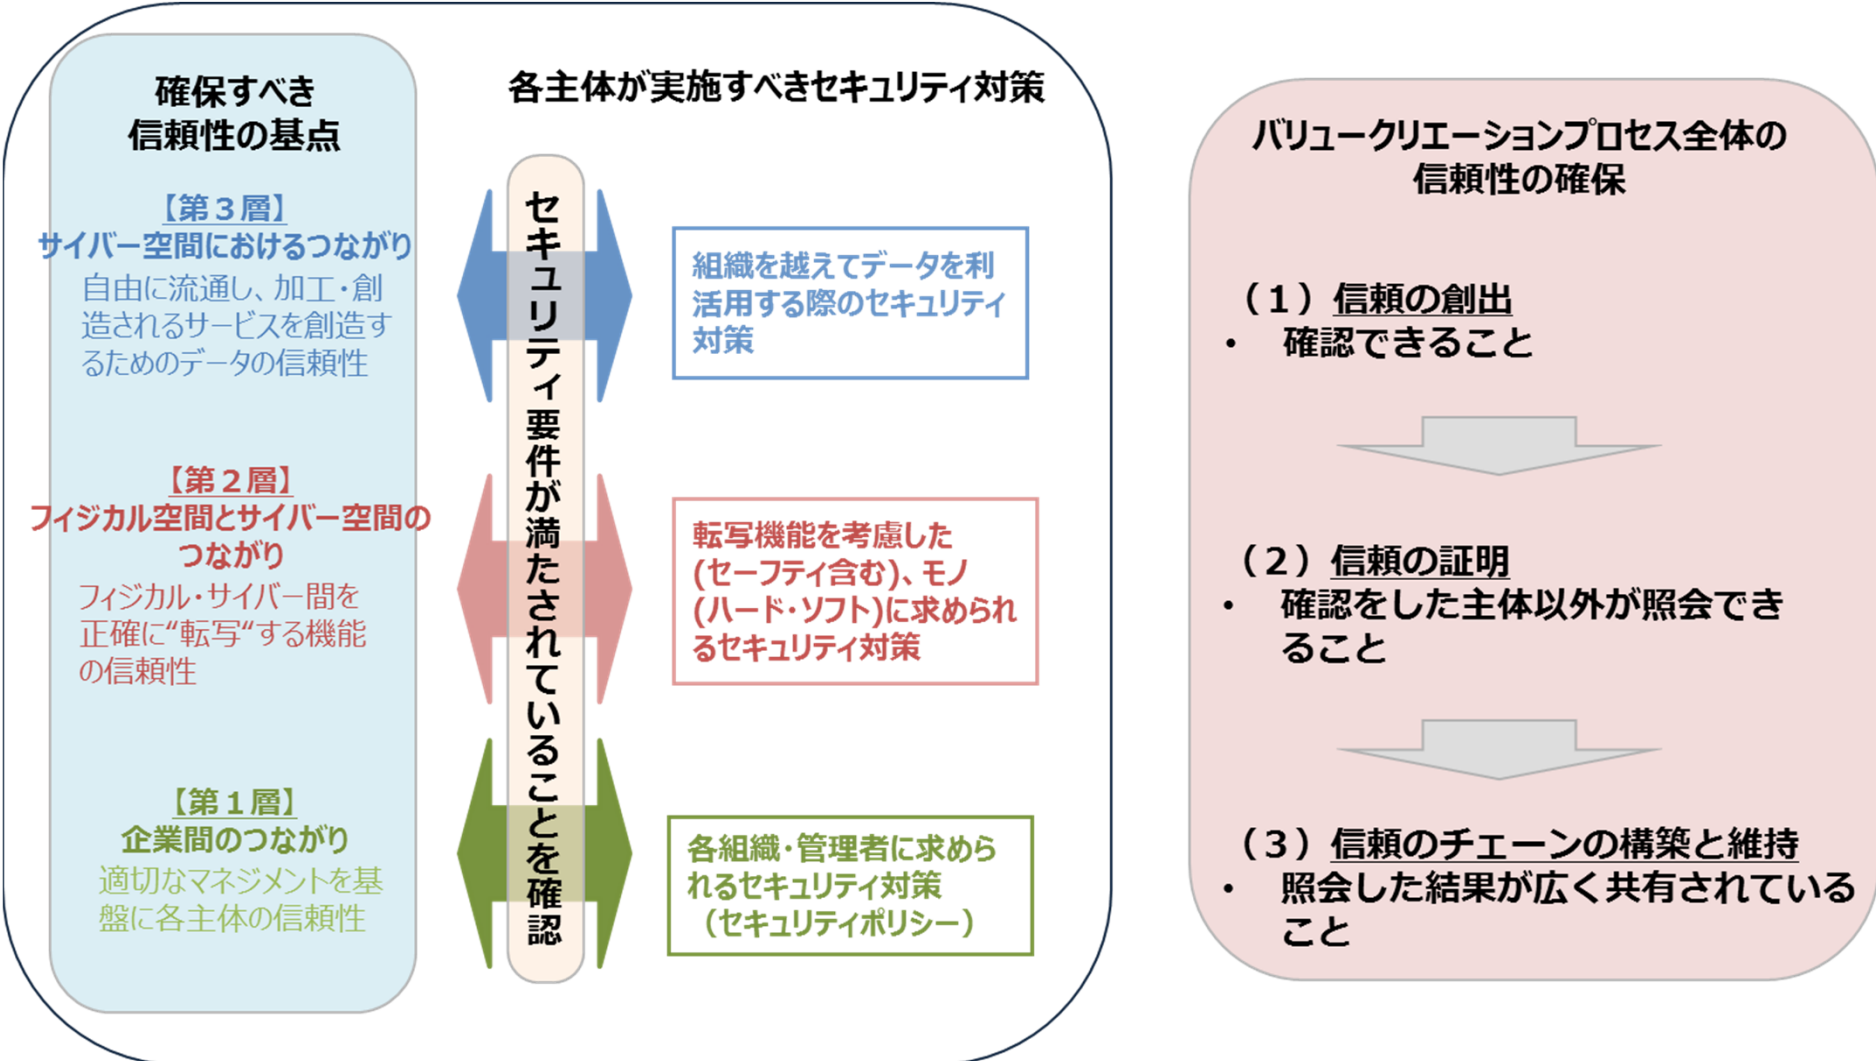 確保すべき
信頼性の基点
【第３層】
サイバー空間におけるつながり
自由に流通し、加工・創
造されるサービスを創造す
るためのデータの信頼性
【第２層】
フィジカル空間とサイバー空間の
つながり
フィジカル・サイバー間を
正確に“転写“する機能
の信頼性
【第１層】
企業間のつながり
適切なマネジメントを基
盤に各主体の信頼性
各主体が実施すべきセキュリティ対策
セキュリティ要件が満たされていることを確認
組織を越えてデータを利
活用する際のセキュリティ
対策
転写機能を考慮した
(セーフティ含む)、モノ
(ハード・ソフト)に求められ
るセキュリティ対策
各組織・管理者に求めら
れるセキュリティ対策
（セキュリティポリシー）
バリュークリエーションプロセス全体の
信頼性の確保
（１）信頼の創出
• 確認できること
（２）信頼の証明
• 確認をした主体以外が照会でき
ること
（３）信頼のチェーンの構築と維持
• 照会した結果が広く共有されている
こと